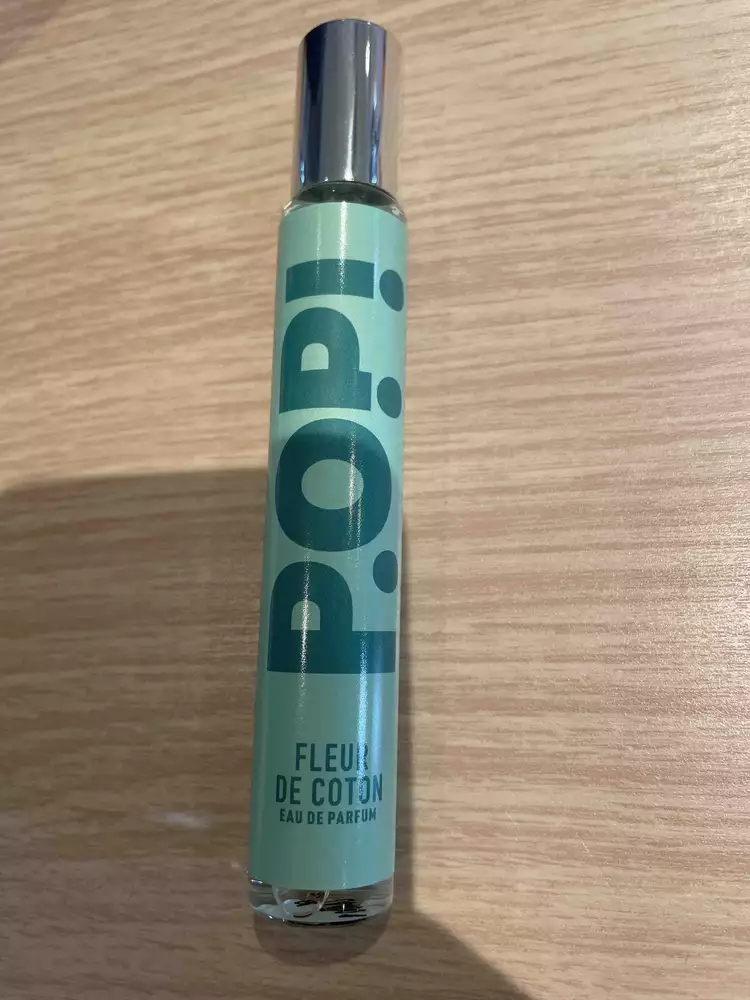 P.O.P!
FLEUR
DE COTON
EAU DE PARFUM